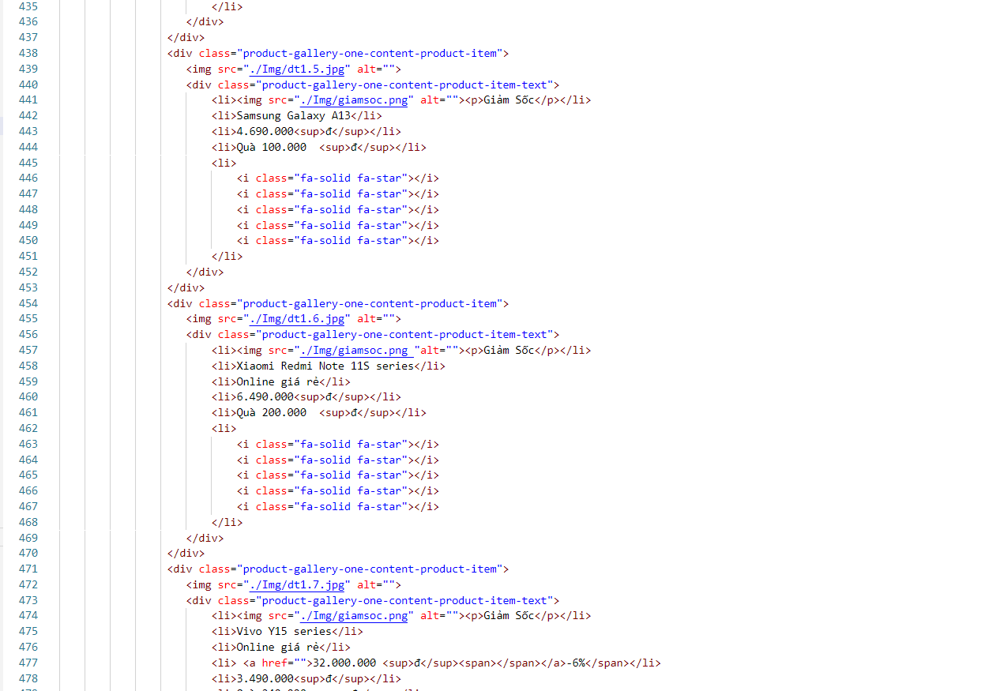 435 </li>
436 </div>
437 </div>
438 <div class="product-gallery-one-content-product-item">
439 <img src="./Img/dt1.5.jpg" alt="">
440 <div class="product-gallery-one-content-product-item-text">
441 <li><img src="./Img/giamsoc.png" alt=""><p>Giảm Sốc</p></li>
442 <li>Samsung Galaxy A13</li>
443 <li>4.690.000<sup>đ</sup></li>
444 <li>Quà 100.000  <sup>đ</sup></li>
445 <li>
446 <i class="fa-solid fa-star"></i>
447 <i class="fa-solid fa-star"></i>
448 <i class="fa-solid fa-star"></i>
449 <i class="fa-solid fa-star"></i>
450 <i class="fa-solid fa-star"></i>
451 </li>
452 </div>
453 </div>
454 <div class="product-gallery-one-content-product-item">
455 <img src="./Img/dt1.6.jpg" alt="">
456 <div class="product-gallery-one-content-product-item-text">
457 <li><img src="./Img/giamsoc.png "alt=""><p>Giảm Sốc</p></li>
458 <li>Xiaomi Redmi Note 11S series</li>
459 <li>Online giá rẻ</li>
460 <li>6.490.000<sup>đ</sup></li>
461 <li>Quà 200.000  <sup>đ</sup></li>
462 <li>
463 <i class="fa-solid fa-star"></i>
464 <i class="fa-solid fa-star"></i>
465 <i class="fa-solid fa-star"></i>
466 <i class="fa-solid fa-star"></i>
467 <i class="fa-solid fa-star"></i>
468 </li>
469 </div>
470 </div>
471 <div class="product-gallery-one-content-product-item">
472 <img src="./Img/dt1.7.jpg" alt="">
473 <div class="product-gallery-one-content-product-item-text">
474 <li><img src="./Img/giamsoc.png" alt=""><p>Giảm Sốc</p></li>
475 <li>Vivo Y15 series</li>
476 <li>Online giá rẻ</li>
477 <li> <a href="">32.000.000 <sup>đ</sup><span></span></a>-6%</span></li>
478 <li>3.490.000<sup>đ</sup></li>